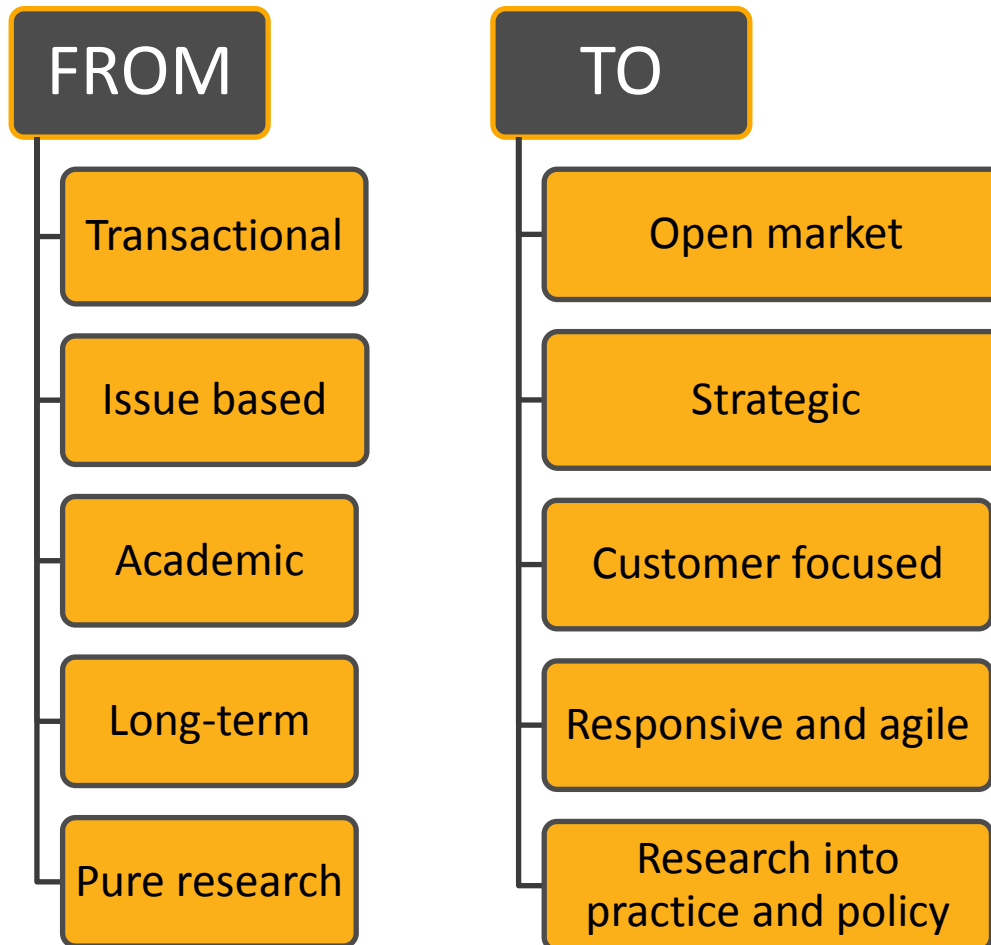 FROM
Transactional
Issue based
Academic
Long-term
Pure research
TO
Open market
Strategic
Customer focused
Responsive and agile
Research into
practice and policy